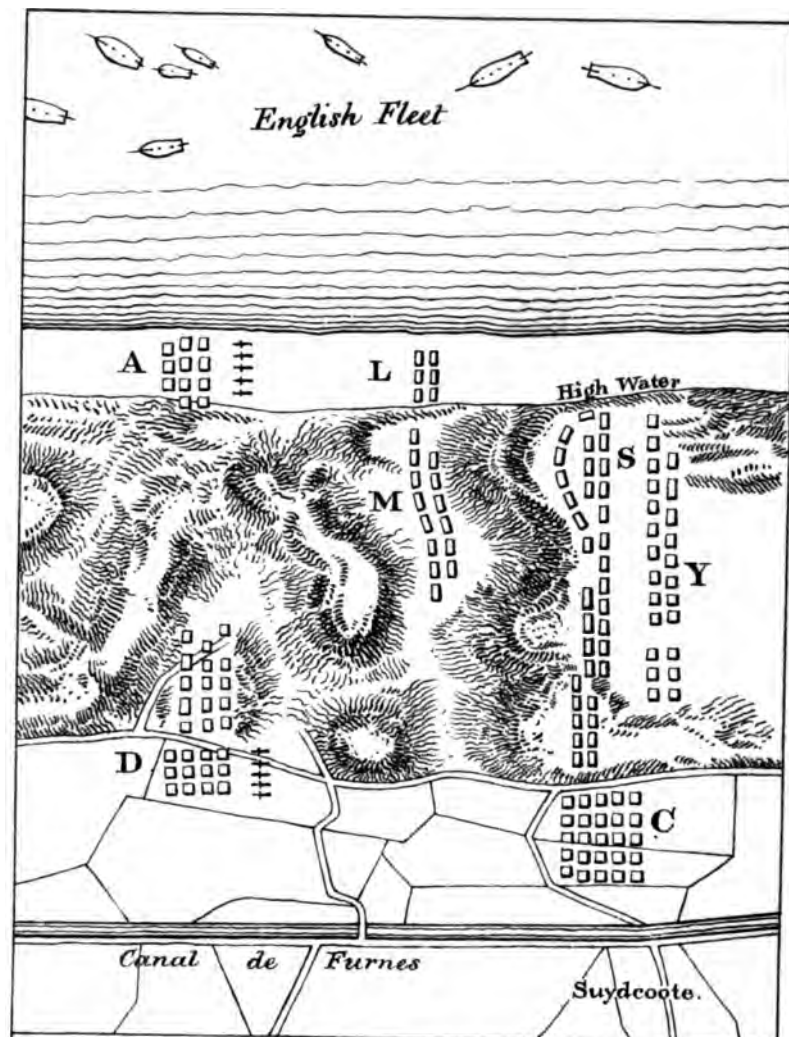 English Fleet
A
L
High Water
S
M
Y
D
C
Canal de Furnes
Suydcoote.